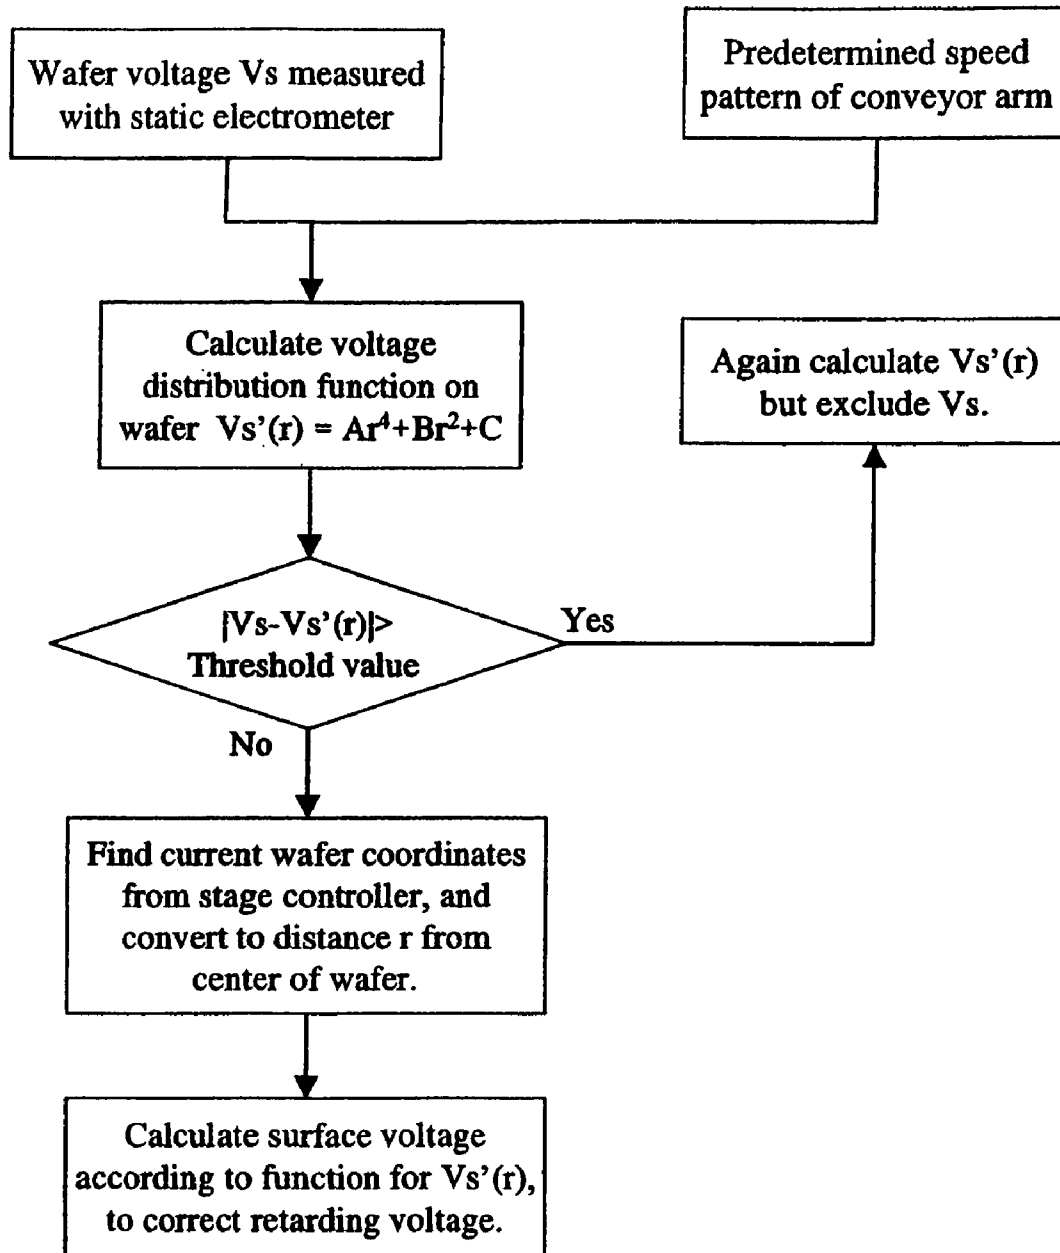 Wafer voltage Vs measured
with static electrometer
Predetermined speed
pattern of conveyor arm
Calculate voltage
distribution function on
wafer Vs’(r) = Ar⁴+Br²+C
Again calculate Vs’(r)
but exclude Vs.
|Vs-Vs’(r)|>
Threshold value
Yes
No
Find current wafer coordinates
from stage controller, and
convert to distance r from
center of wafer.
Calculate surface voltage
according to function for Vs’(r),
to correct retarding voltage.